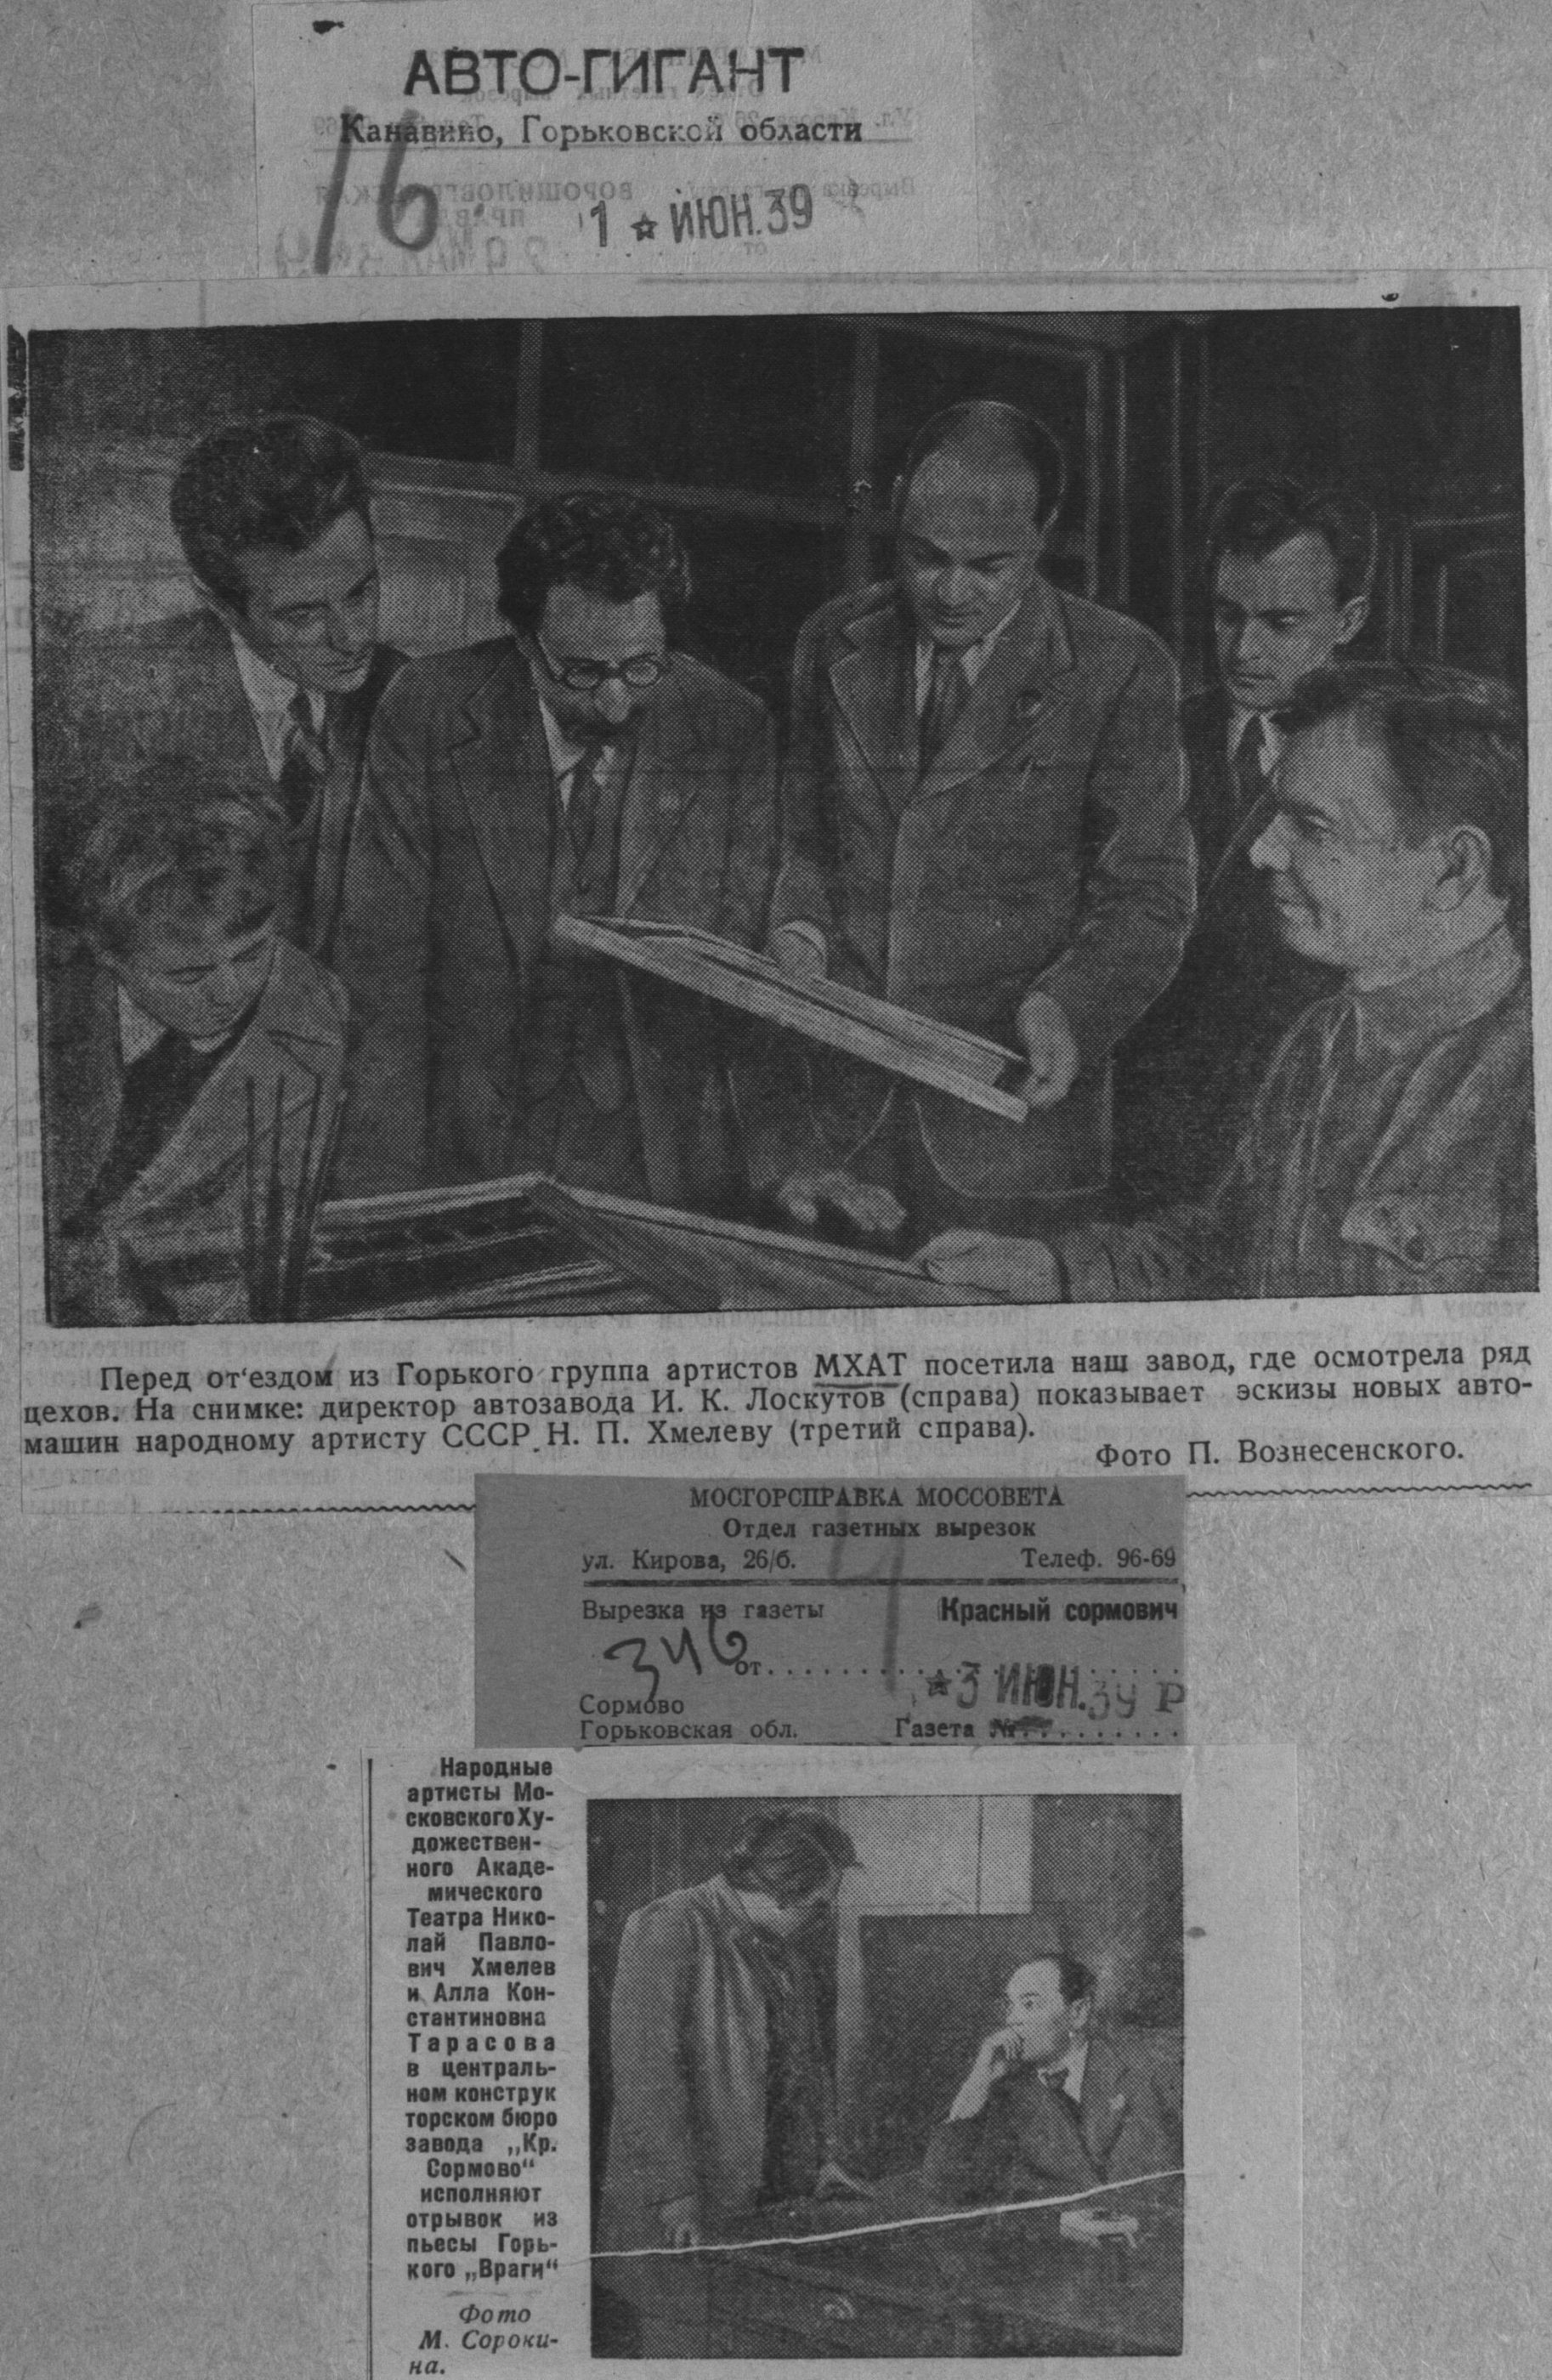 АВТО-ГИГАНТ
Канавино, Горьковской области
16
1 ☆ ИЮН. 39
Перед от'ездом из Горького группа артистов МХАТ посетила наш завод, где осмотрела ряд
цехов. На снимке: директор автозавода И. К. Лоскутов (справа) показывает эскизы новых авто-
машин народному артисту СССР Н. П. Хмелеву (третий справа).
Фото П. Вознесенского.
МОСГОРСПРАВКА МОССОВЕТА
Отдел газетных вырезок
ул. Кирова, 26/б. Телеф. 96-69
Вырезка из газеты Красный сормович
346
от
★ 3 ИЮН. 39 Р
Сормово
Горьковская обл. Газета №
Народные
артисты Мо-
сковского Ху-
дожествен-
ного Акаде-
мического
Театра Нико-
лай Павло-
вич Хмелев
и Алла Кон-
стантиновна
Тарасова
в централь-
ном конструк
торском бюро
завода „Кр.
Сормово“
исполняют
отрывок из
пьесы Горь-
кого „Враги“
Фото
М. Сороки-
на.